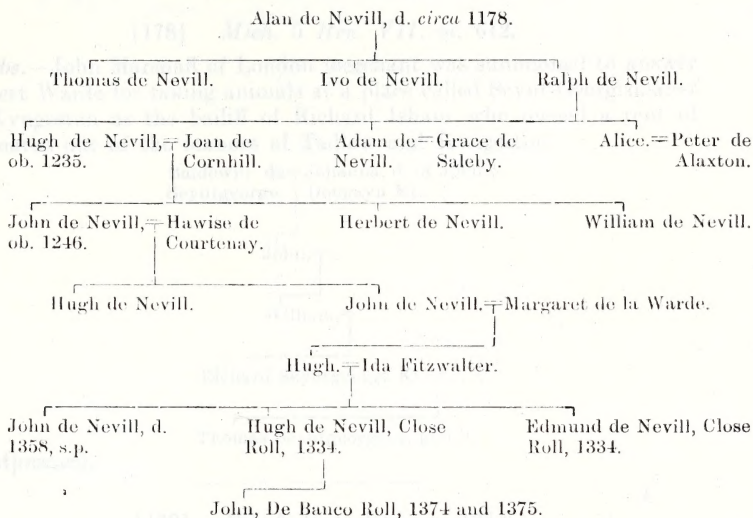 Alan de Nevill, d. circa 1178.
Thomas de Nevill. Ivo de Nevill. Ralph de Nevill.
Hugh de Nevill, = Joan de Adam de = Grace de Alice. = Peter de
ob. 1235. Cornhill. Nevill. Saleby. Alaxton.
John de Nevill, = Hawise de Herbert de Nevill. William de Nevill.
ob. 1246. Courtenay.
Hugh de Nevill. John de Nevill. = Margaret de la Warde.
Hugh. = Ida Fitzwalter.
John de Nevill, d. Hugh de Nevill, Close Edmund de Nevill, Close
1358, s.p. Roll, 1334. Roll, 1334.
John, De Banco Roll, 1374 and 1375.